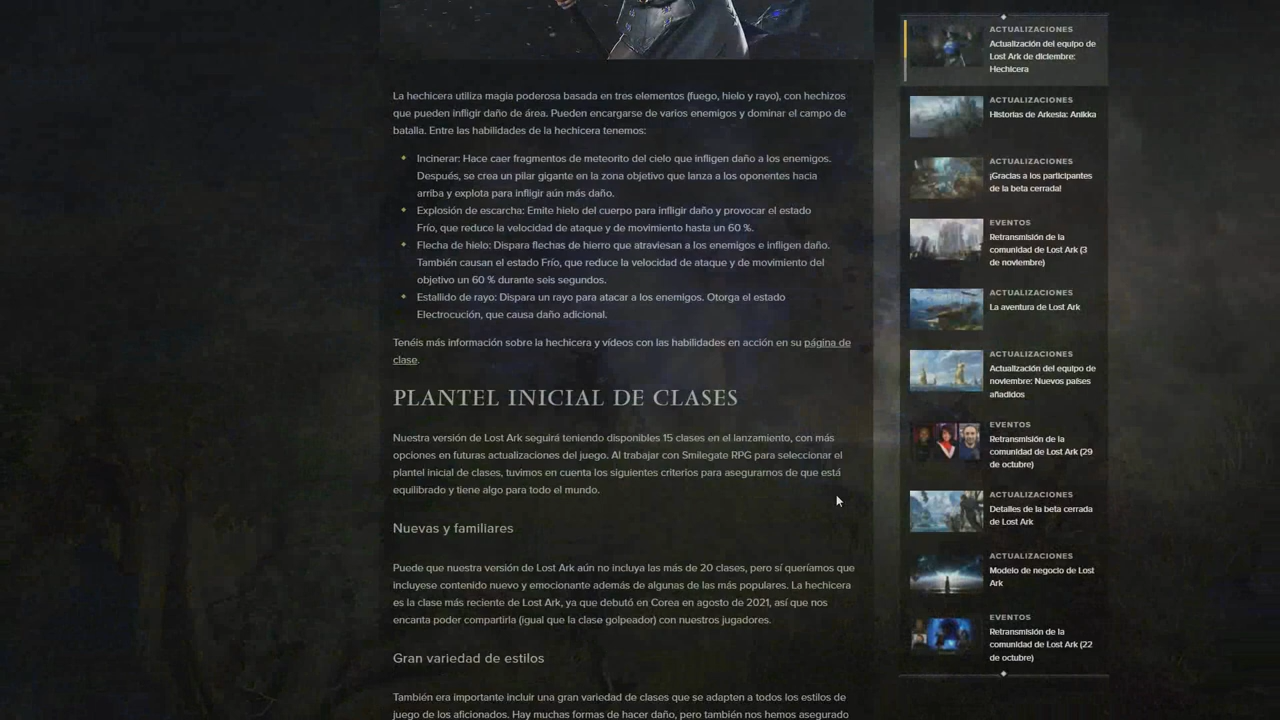 La hechicera utiliza magia poderosa basada en tres elementos (fuego, hielo y rayo), con hechizos
que pueden infligir daño de área. Pueden encargarse de varios enemigos y dominar el campo de
batalla. Entre las habilidades de la hechicera tenemos:
Incinerar: Hace caer fragmentos de meteorito del cielo que infligen daño a los enemigos.
Después, se crea un pilar gigante en la zona objetivo que lanza a los oponentes hacia
arriba y explota para infligir aún más daño.
Explosión de escarcha: Emite hielo del cuerpo para infligir daño y provocar el estado
Frío, que reduce la velocidad de ataque y de movimiento hasta un 60 %.
Flecha de hielo: Dispara flechas de hierro que atraviesan a los enemigos e infligen daño.
También causan el estado Frío, que reduce la velocidad de ataque y de movimiento del
objetivo un 60 % durante seis segundos.
Estallido de rayo: Dispara un rayo para atacar a los enemigos. Otorga el estado
Electrocución, que causa daño adicional.
Tenéis más información sobre la hechicera y vídeos con las habilidades en acción en su página de
clase.
PLANTEL INICIAL DE CLASES
Nuestra versión de Lost Ark seguirá teniendo disponibles 15 clases en el lanzamiento, con más
opciones en futuras actualizaciones del juego. Al trabajar con Smilegate RPG para seleccionar el
plantel inicial de clases, tuvimos en cuenta los siguientes criterios para asegurarnos de que está
equilibrado y tiene algo para todo el mundo.
Nuevas y familiares
Puede que nuestra versión de Lost Ark aún no incluya las más de 20 clases, pero sí queríamos que
incluyese contenido nuevo y emocionante además de algunas de las más populares. La hechicera
es la clase más reciente de Lost Ark, ya que debutó en Corea en agosto de 2021, así que nos
encanta poder compartirla (igual que la clase golpeador) con nuestros jugadores.
Gran variedad de estilos
También era importante incluir una gran variedad de clases que se adapten a todos los estilos de
juego de los aficionados. Hay muchas formas de hacer daño, pero también nos hemos asegurado
ACTUALIZACIONES
Actualización del equipo de
Lost Ark de diciembre:
Hechicera
ACTUALIZACIONES
Historias de Arkesia: Anikka
ACTUALIZACIONES
¡Gracias a los participantes
de la beta cerrada!
EVENTOS
Retransmisión de la
comunidad de Lost Ark (3
de noviembre)
ACTUALIZACIONES
La aventura de Lost Ark
ACTUALIZACIONES
Actualización del equipo de
noviembre: Nuevos países
añadidos
EVENTOS
Retransmisión de la
comunidad de Lost Ark (29
de octubre)
ACTUALIZACIONES
Detalles de la beta cerrada
de Lost Ark
ACTUALIZACIONES
Modelo de negocio de Lost
Ark
EVENTOS
Retransmisión de la
comunidad de Lost Ark (22
de octubre)